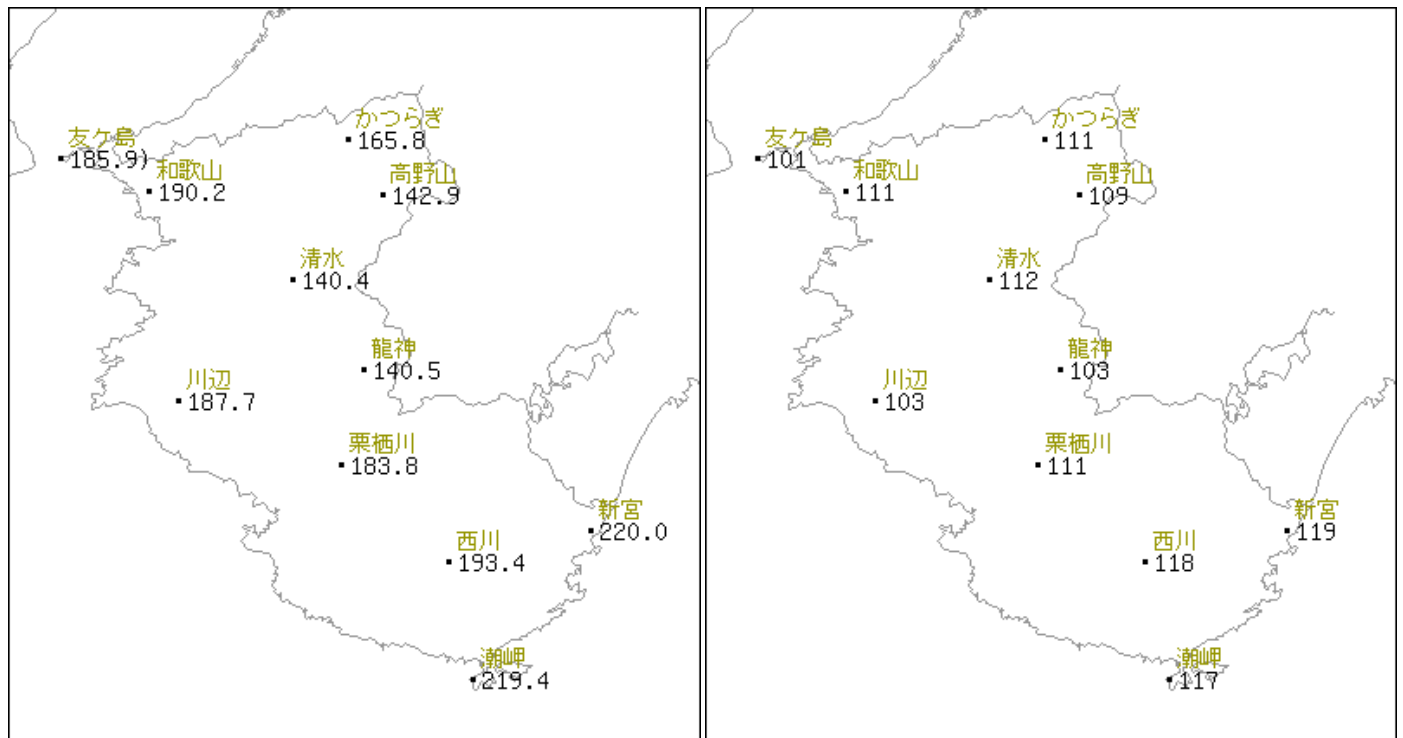 かつらぎ
165.8
友ケ島
185.9)
和歌山
190.2
高野山
142.9
清水
140.4
龍神
140.5
川辺
187.7
栗栖川
183.8
新宮
220.0
西川
193.4
潮岬
219.4
かつらぎ
111
友ケ島
101
和歌山
111
高野山
109
清水
112
龍神
103
川辺
103
栗栖川
111
新宮
119
西川
118
潮岬
117